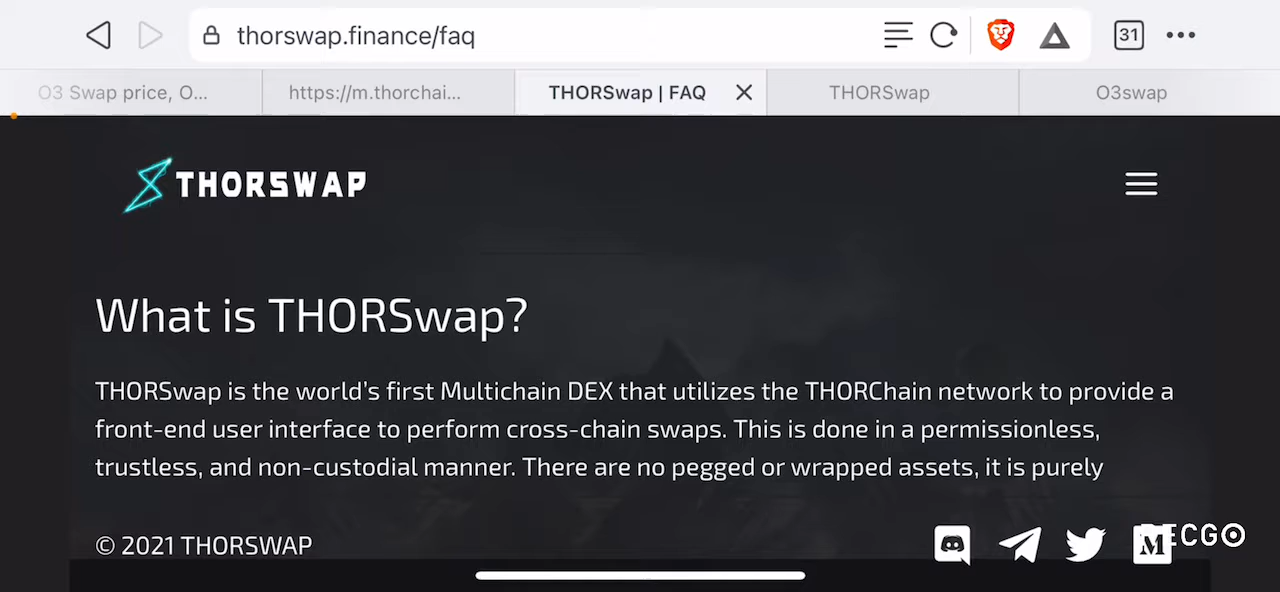 thorswap.finance/faq
31
O3 Swap price, O...
https://m.thorchai...
THORSwap | FAQ
THORSwap
O3swap
THORSWAP
What is THORSwap?
THORSwap is the world's first Multichain DEX that utilizes the THORChain network to provide a
front-end user interface to perform cross-chain swaps. This is done in a permissionless,
trustless, and non-custodial manner. There are no pegged or wrapped assets, it is purely
© 2021 THORSWAP
M
RECGO